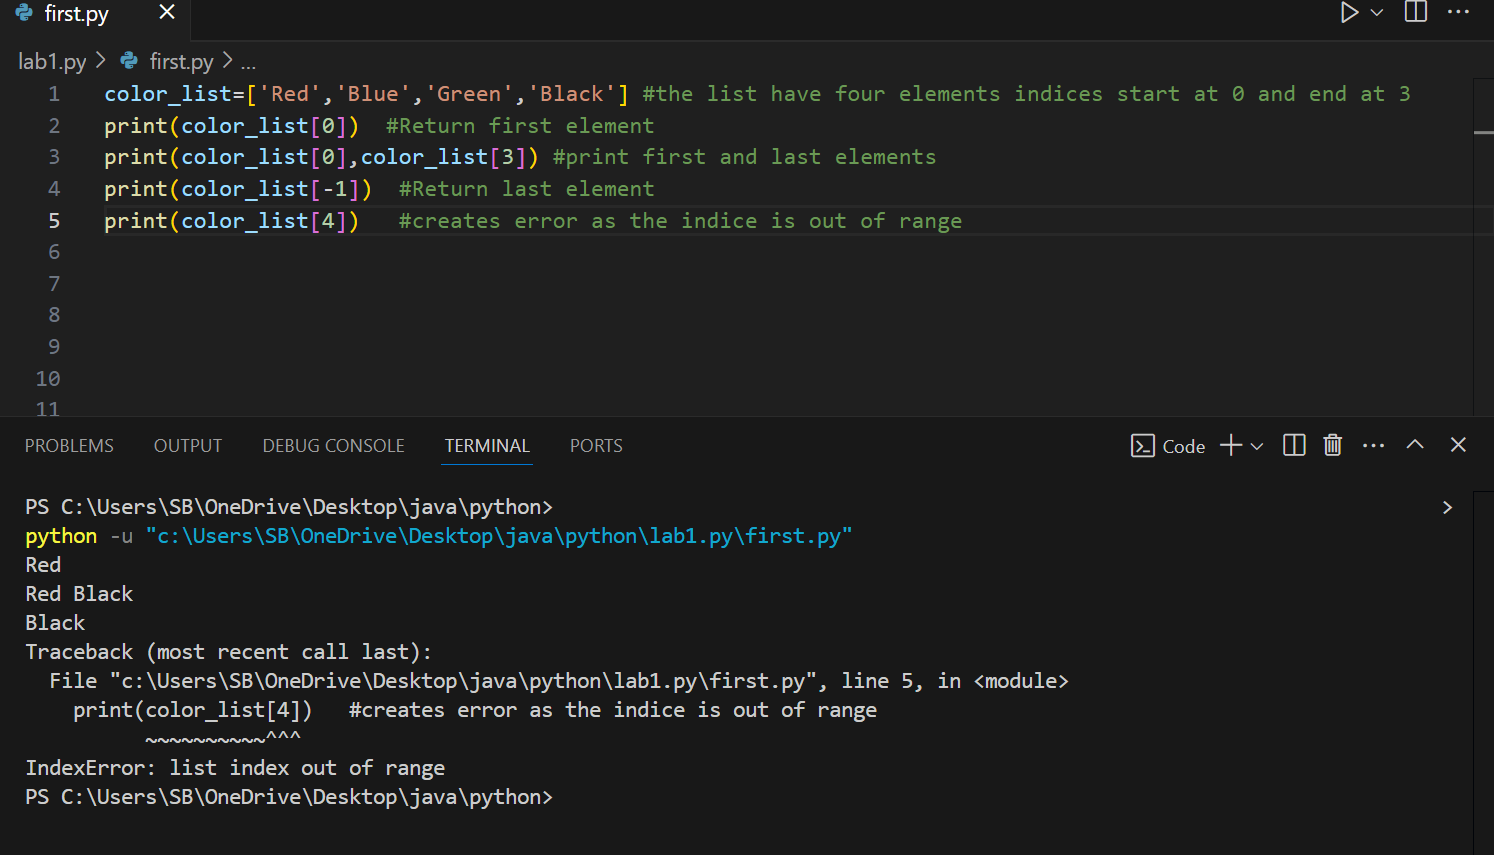 first.py
lab1.py > first.py > ...
1 color_list=['Red','Blue','Green','Black'] #the list have four elements indices start at 0 and end at 3
2 print(color_list[0])  #Return first element
3 print(color_list[0],color_list[3]) #print first and last elements
4 print(color_list[-1])  #Return last element
5 print(color_list[4])   #creates error as the indice is out of range
6
7
8
9
10
11
PROBLEMS OUTPUT DEBUG CONSOLE TERMINAL PORTS Code
PS C:\Users\SB\OneDrive\Desktop\java\python>
python -u "c:\Users\SB\OneDrive\Desktop\java\python\lab1.py\first.py"
Red
Red Black
Black
Traceback (most recent call last):
  File "c:\Users\SB\OneDrive\Desktop\java\python\lab1.py\first.py", line 5, in <module>
    print(color_list[4])   #creates error as the indice is out of range
          ~~~~~~~~~~^^^
IndexError: list index out of range
PS C:\Users\SB\OneDrive\Desktop\java\python>